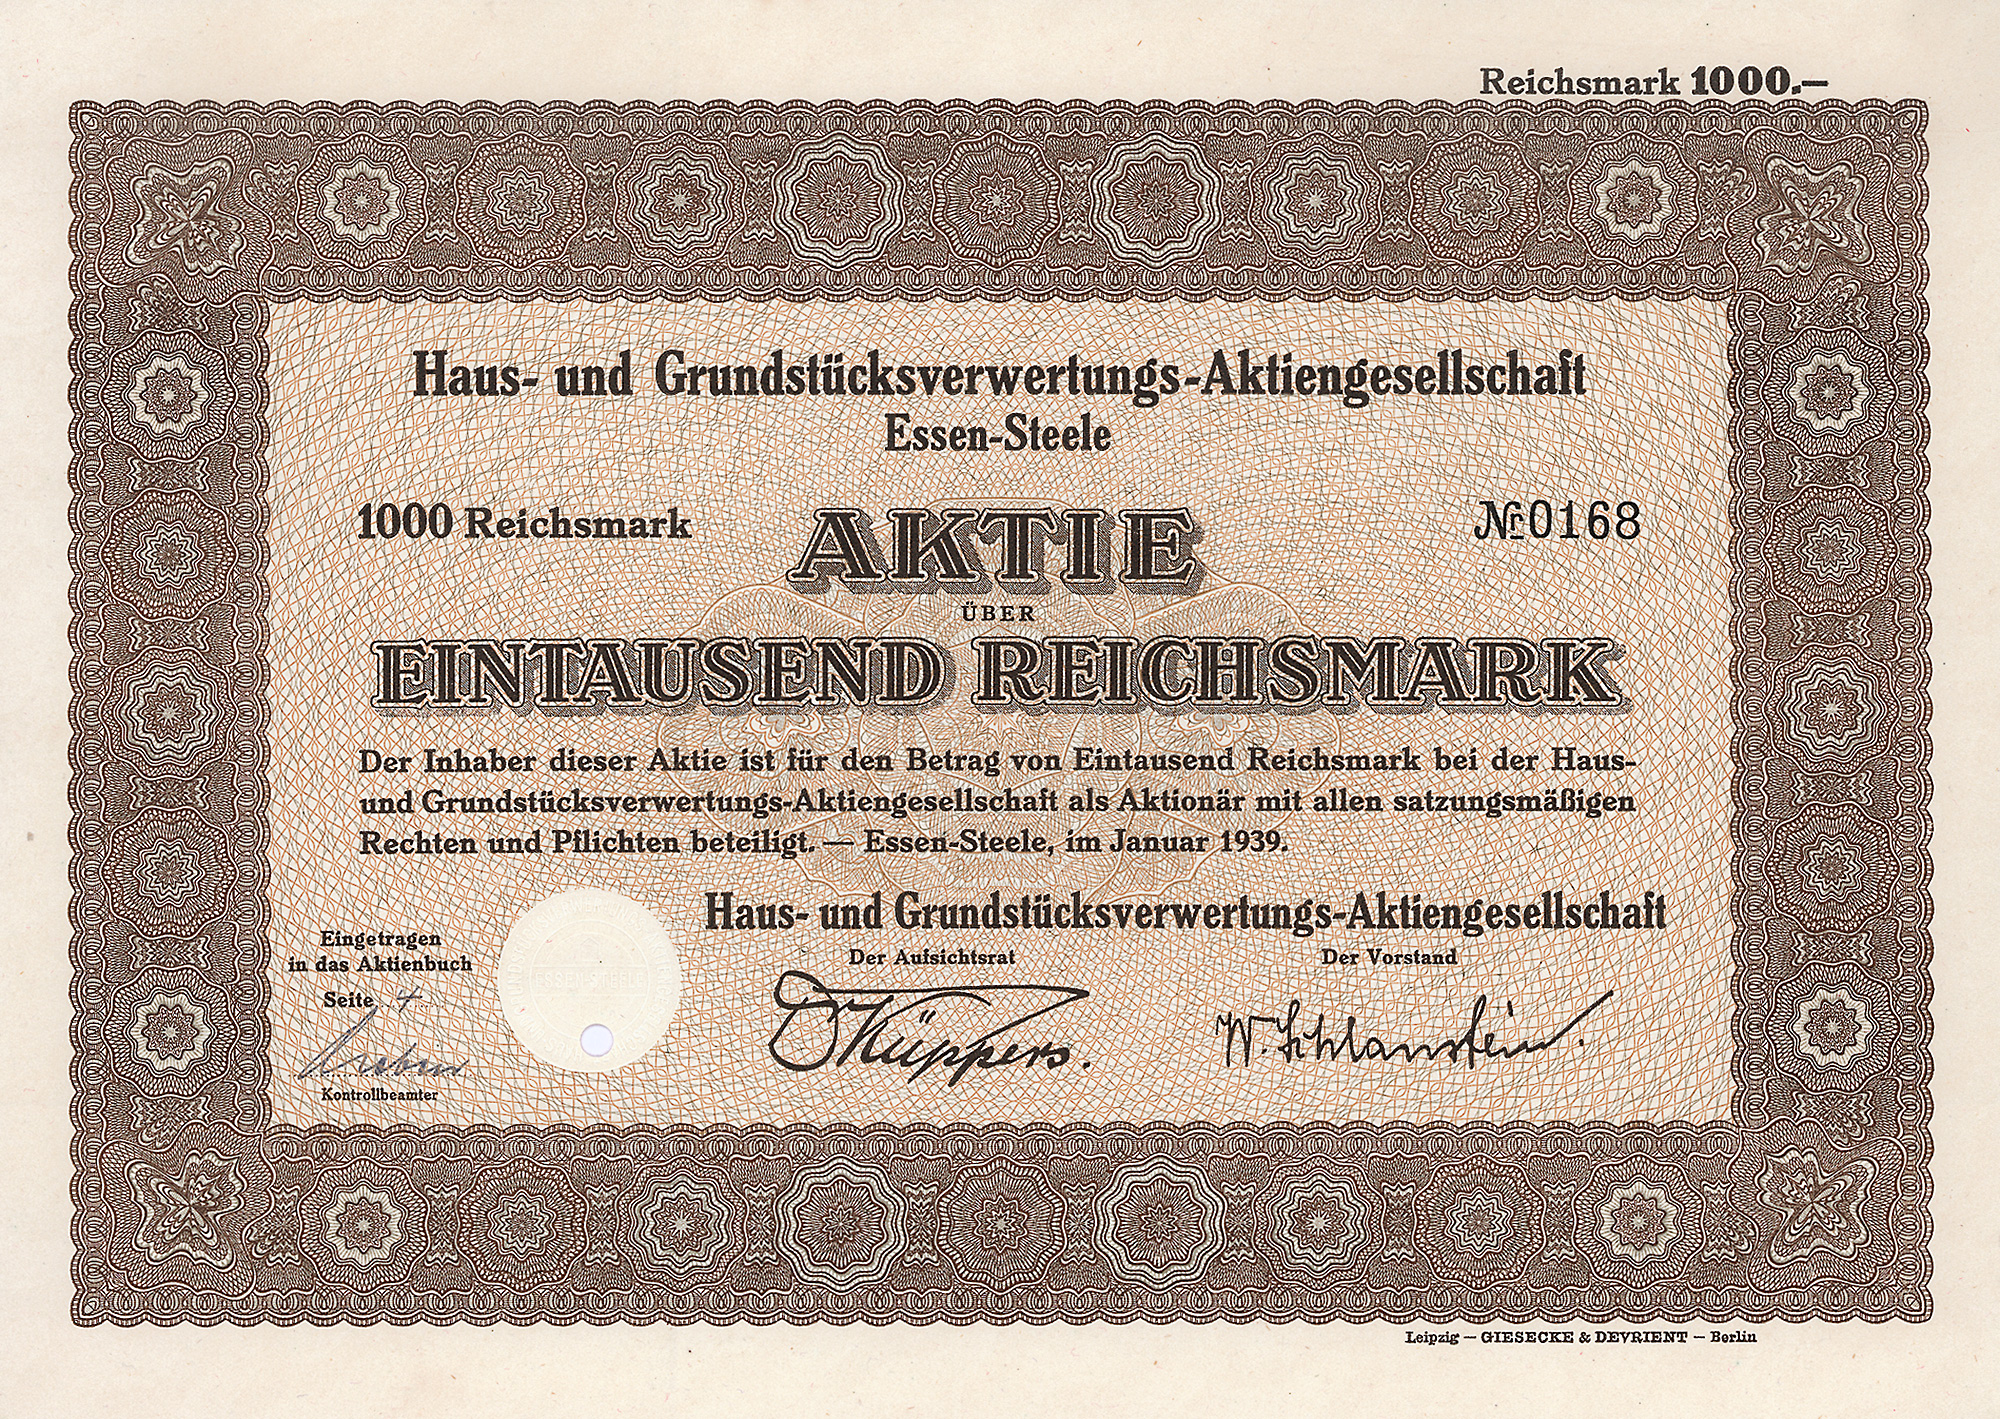 Reichsmark 1000.—
Haus- und Grundstücksverwertungs-Aktiengesellschaft
Essen-Steele
1000 Reichsmark
AKTIE
№ 0168
ÜBER
EINTAUSEND REICHSMARK
Der Inhaber dieser Aktie ist für den Betrag von Eintausend Reichsmark bei der Haus-
und Grundstücksverwertungs-Aktiengesellschaft als Aktionär mit allen satzungsmäßigen
Rechten und Pflichten beteiligt. — Essen-Steele, im Januar 1939.
Haus- und Grundstücksverwertungs-Aktiengesellschaft
Der Aufsichtsrat
Der Vorstand
Eingetragen
in das Aktienbuch
Seite 4
Küppers.
W. Schlanstein.
Kontrollbeamter
Leipzig — GIESECKE & DEVRIENT — Berlin